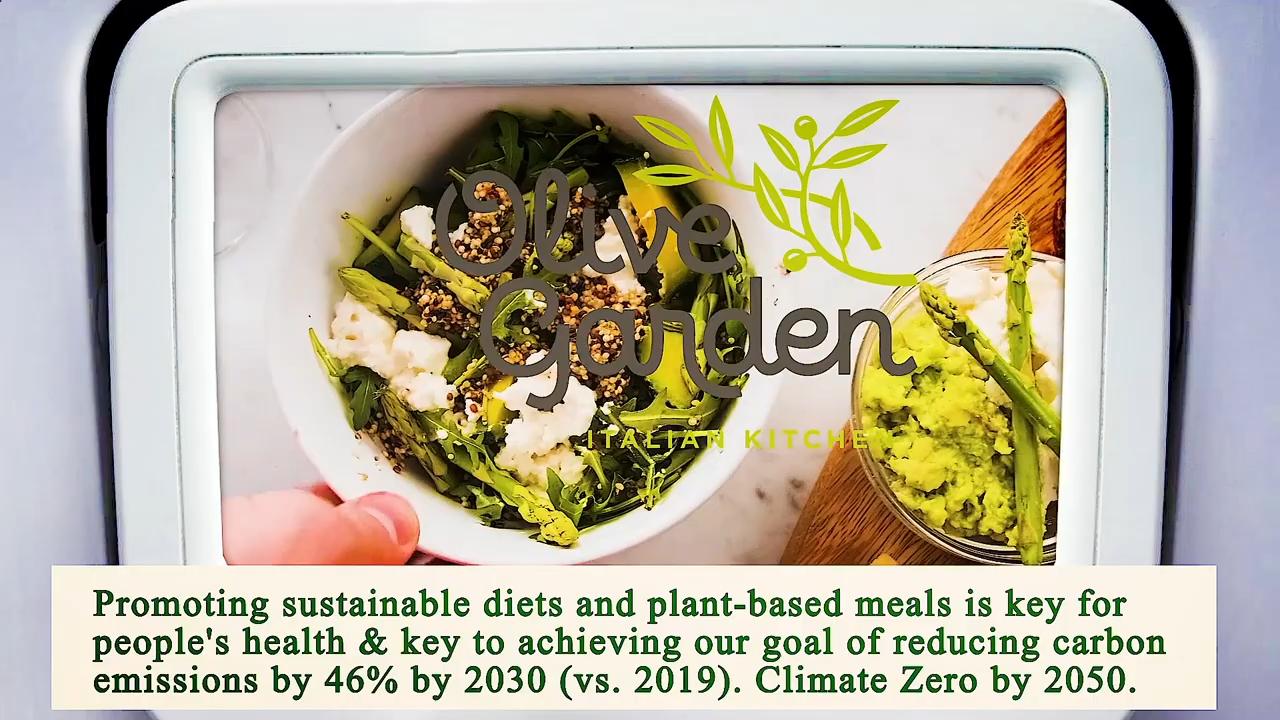 Olive
Garden
ITALIAN KITCHEN
Promoting sustainable diets and plant-based meals is key for
people's health & key to achieving our goal of reducing carbon
emissions by 46% by 2030 (vs. 2019). Climate Zero by 2050.